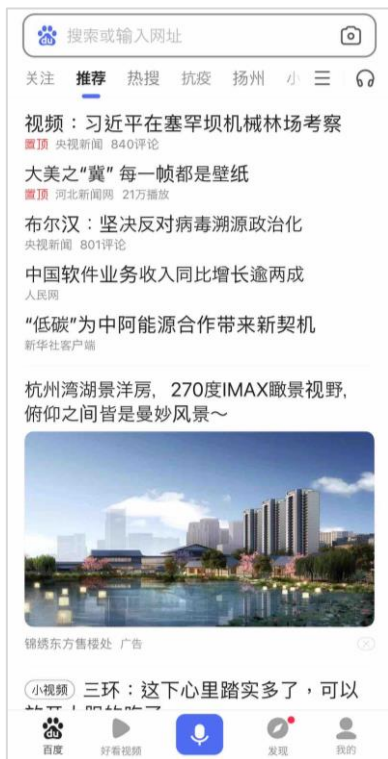 du 搜索或输入网址
关注 推荐 热搜 抗疫 扬州 小
视频：习近平在塞罕坝机械林场考察
置顶 央视新闻 840评论
大美之“冀” 每一帧都是壁纸
置顶 河北新闻网 21万播放
布尔汉：坚决反对病毒溯源政治化
央视新闻 801评论
中国软件业务收入同比增长逾两成
人民网
“低碳”为中阿能源合作带来新契机
新华社客户端
杭州湾湖景洋房，270度IMAX瞰景视野，
俯仰之间皆是曼妙风景～
锦绣东方售楼处 广告
小视频 三环：这下心里踏实多了，可以
du
百度 好看视频 发现 我的